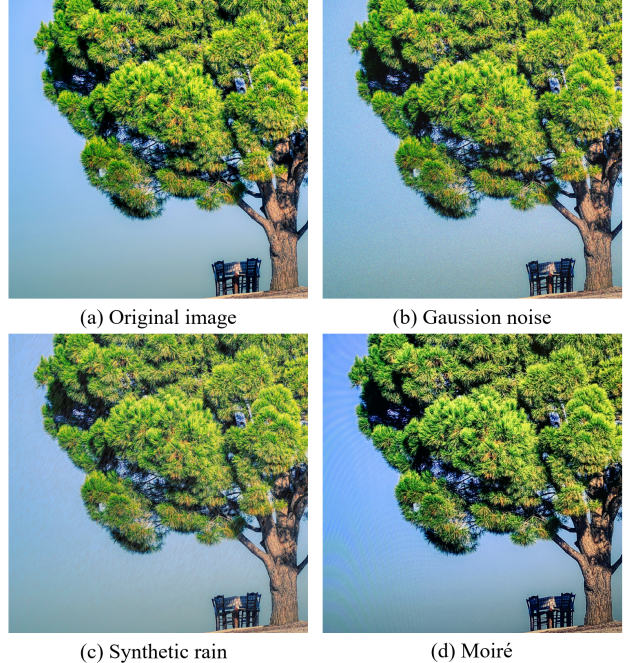 (a) Original image
(b) Gaussion noise
(c) Synthetic rain
(d) Moiré